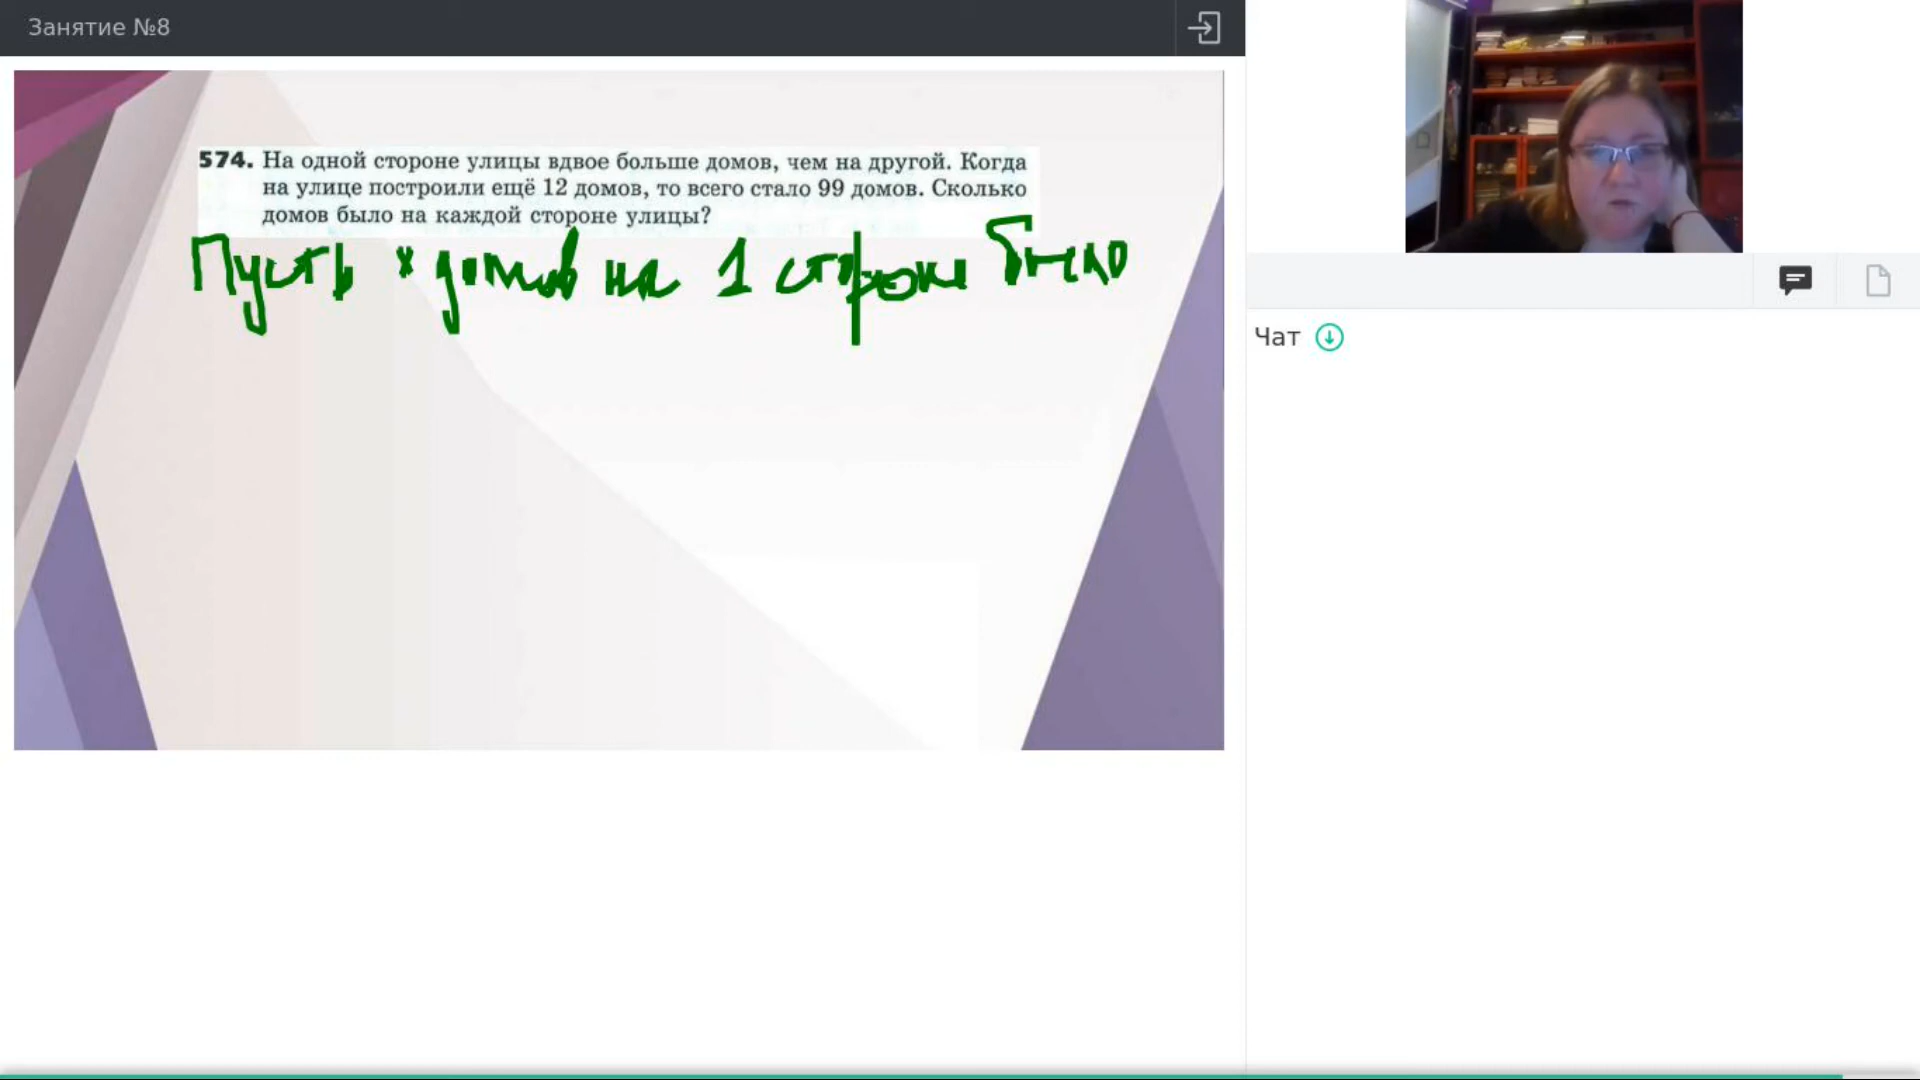 Занятие №8
574. На одной стороне улицы вдвое больше домов, чем на другой. Когда
на улице построили ещё 12 домов, то всего стало 99 домов. Сколько
домов было на каждой стороне улицы?
Пусть x домов на 1 стороне было
Чат